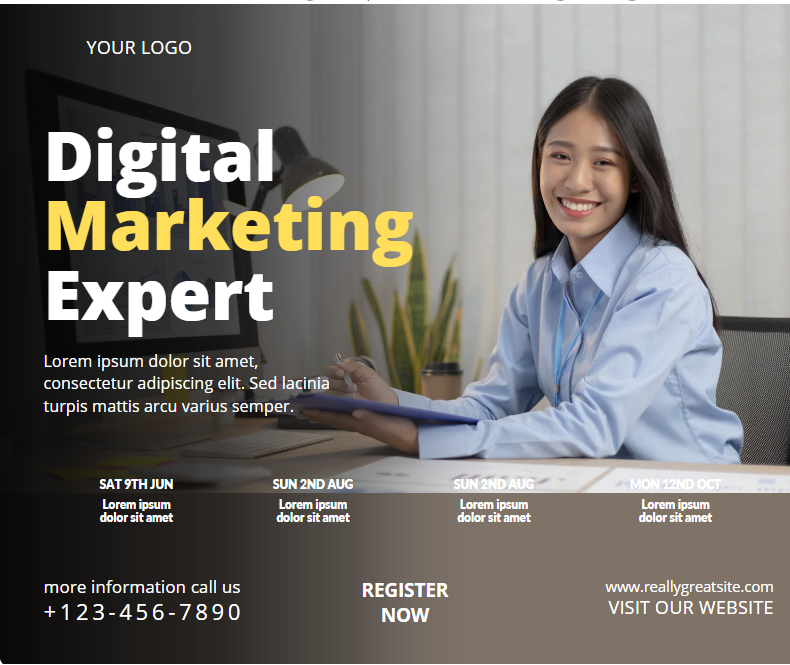 YOUR LOGO
Digital
Marketing
Expert
Lorem ipsum dolor sit amet,
consectetur adipiscing elit. Sed lacinia
turpis mattis arcu varius semper.
SAT 9TH JUN
Lorem ipsum
dolor sit amet
SUN 2ND AUG
Lorem ipsum
dolor sit amet
SUN 2ND AUG
Lorem ipsum
dolor sit amet
MON 12ND OCT
Lorem ipsum
dolor sit amet
more information call us
+123-456-7890
REGISTER
NOW
www.reallygreatsite.com
VISIT OUR WEBSITE